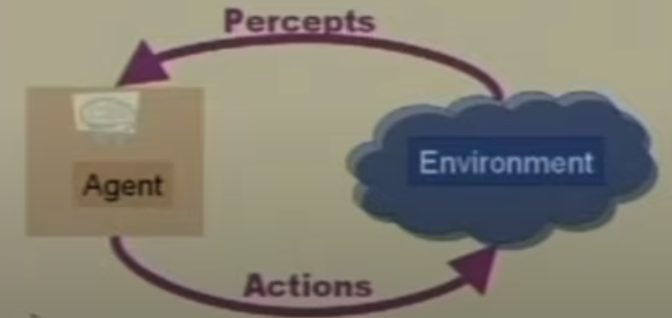 Percepts
Agent
Environment
Actions